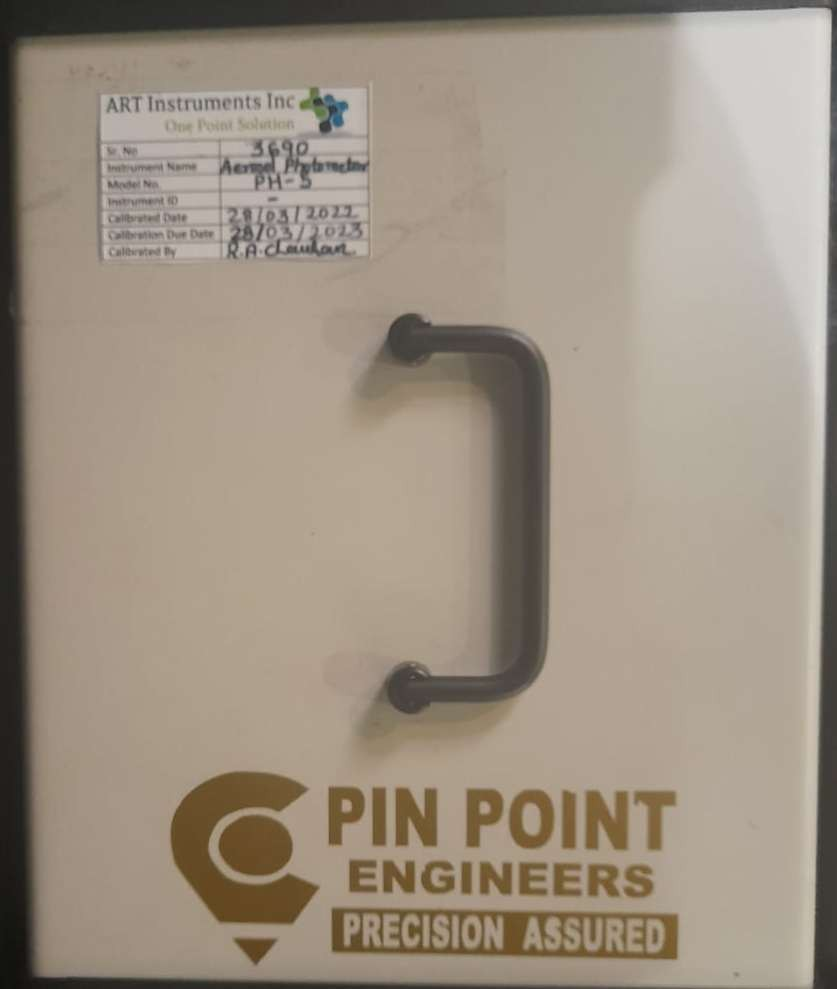 ART Instruments Inc
One Point Solution
Sr. No 3690
Instrument Name Aerosol Photometer
Model No. PH-5
Instrument ID -
Calibrated Date 28/03/2022
Calibration Due Date 28/03/2023
Calibrated By R.A. Chauhan
PIN POINT
ENGINEERS
PRECISION ASSURED